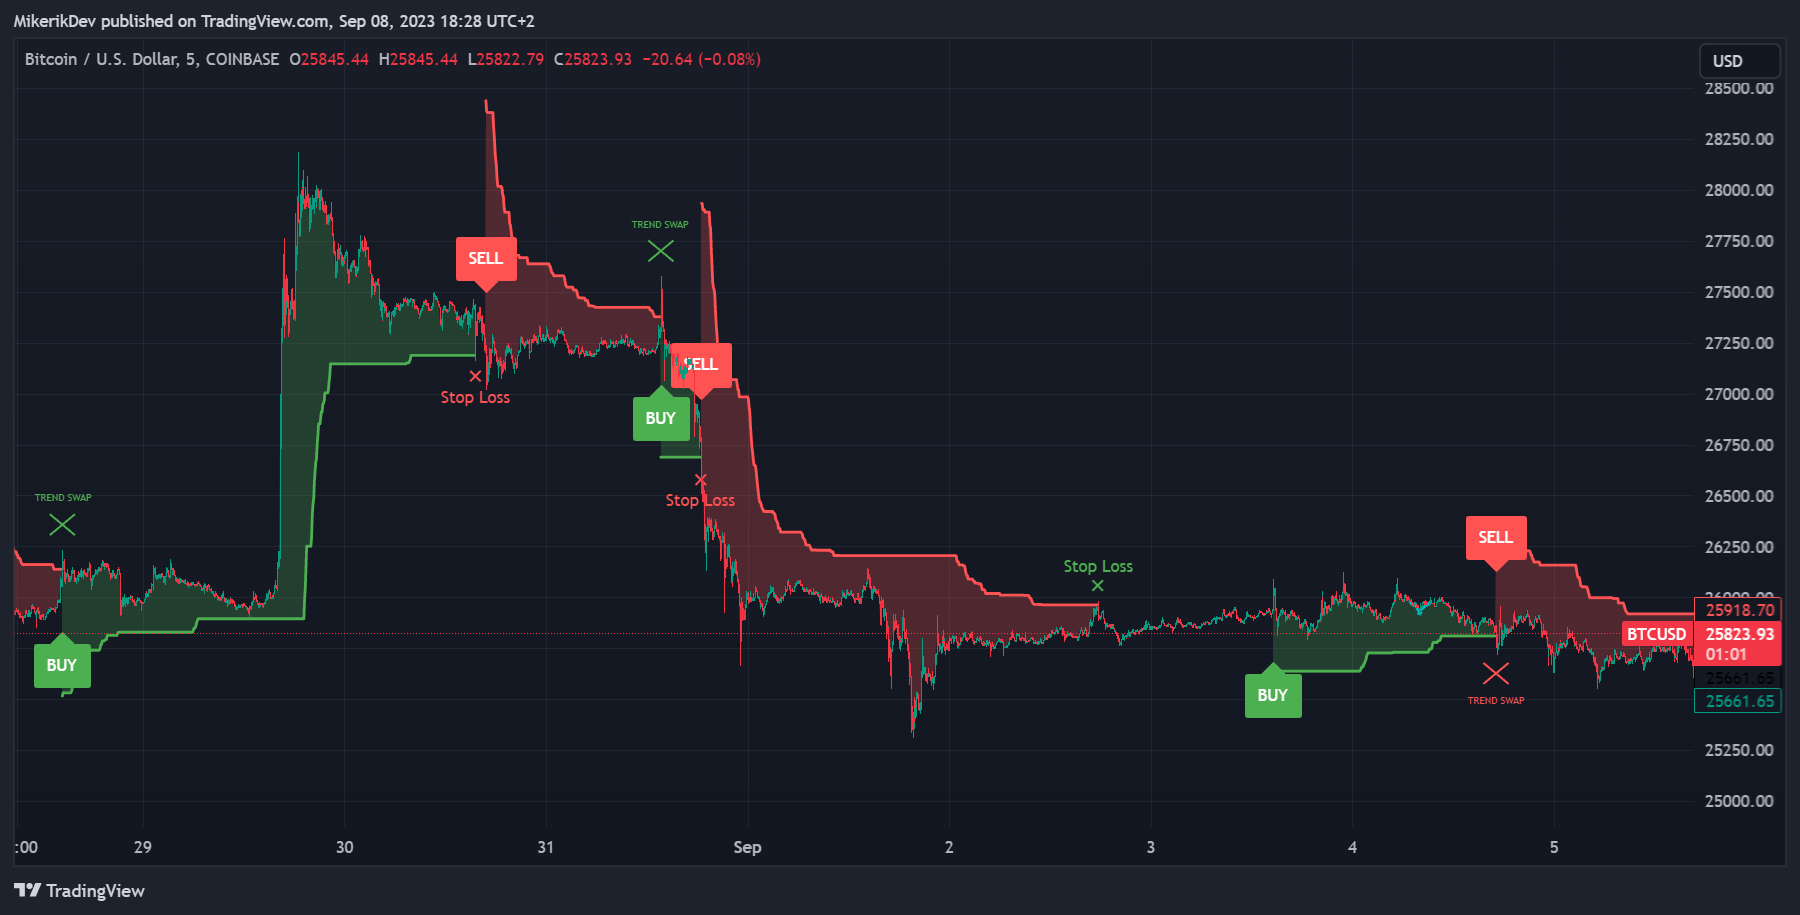 MikerikDev published on TradingView.com, Sep 08, 2023 18:28 UTC+2
Bitcoin / U.S. Dollar, 5, COINBASE O25845.44 H25845.44 L25822.79 C25823.93 −20.64 (−0.08%)
USD
28500.00
28250.00
28000.00
27750.00
27500.00
27250.00
27000.00
26750.00
26500.00
26250.00
26000.00
25918.70
BTCUSD 25823.93
01:01
25661.65
25661.65
25250.00
25000.00
TREND SWAP
BUY
SELL
Stop Loss
TREND SWAP
BUY
SELL
Stop Loss
Stop Loss
BUY
SELL
TREND SWAP
:00 29 30 31 Sep 2 3 4 5
TradingView